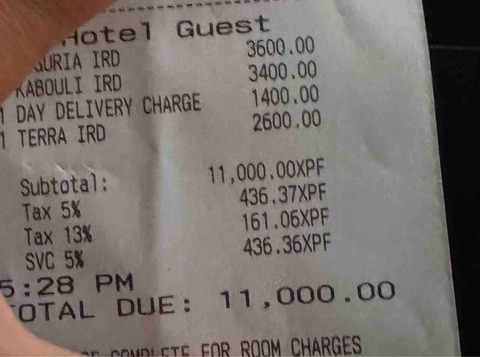 Hotel Guest
GURIA IRD 3600.00
KABOULI IRD 3400.00
1 DAY DELIVERY CHARGE 1400.00
1 TERRA IRD 2600.00
Subtotal: 11,000.00XPF
Tax 5% 436.37XPF
Tax 13% 161.06XPF
SVC 5% 436.36XPF
5:28 PM
OTAL DUE: 11,000.00
COMPLETE FOR ROOM CHARGES